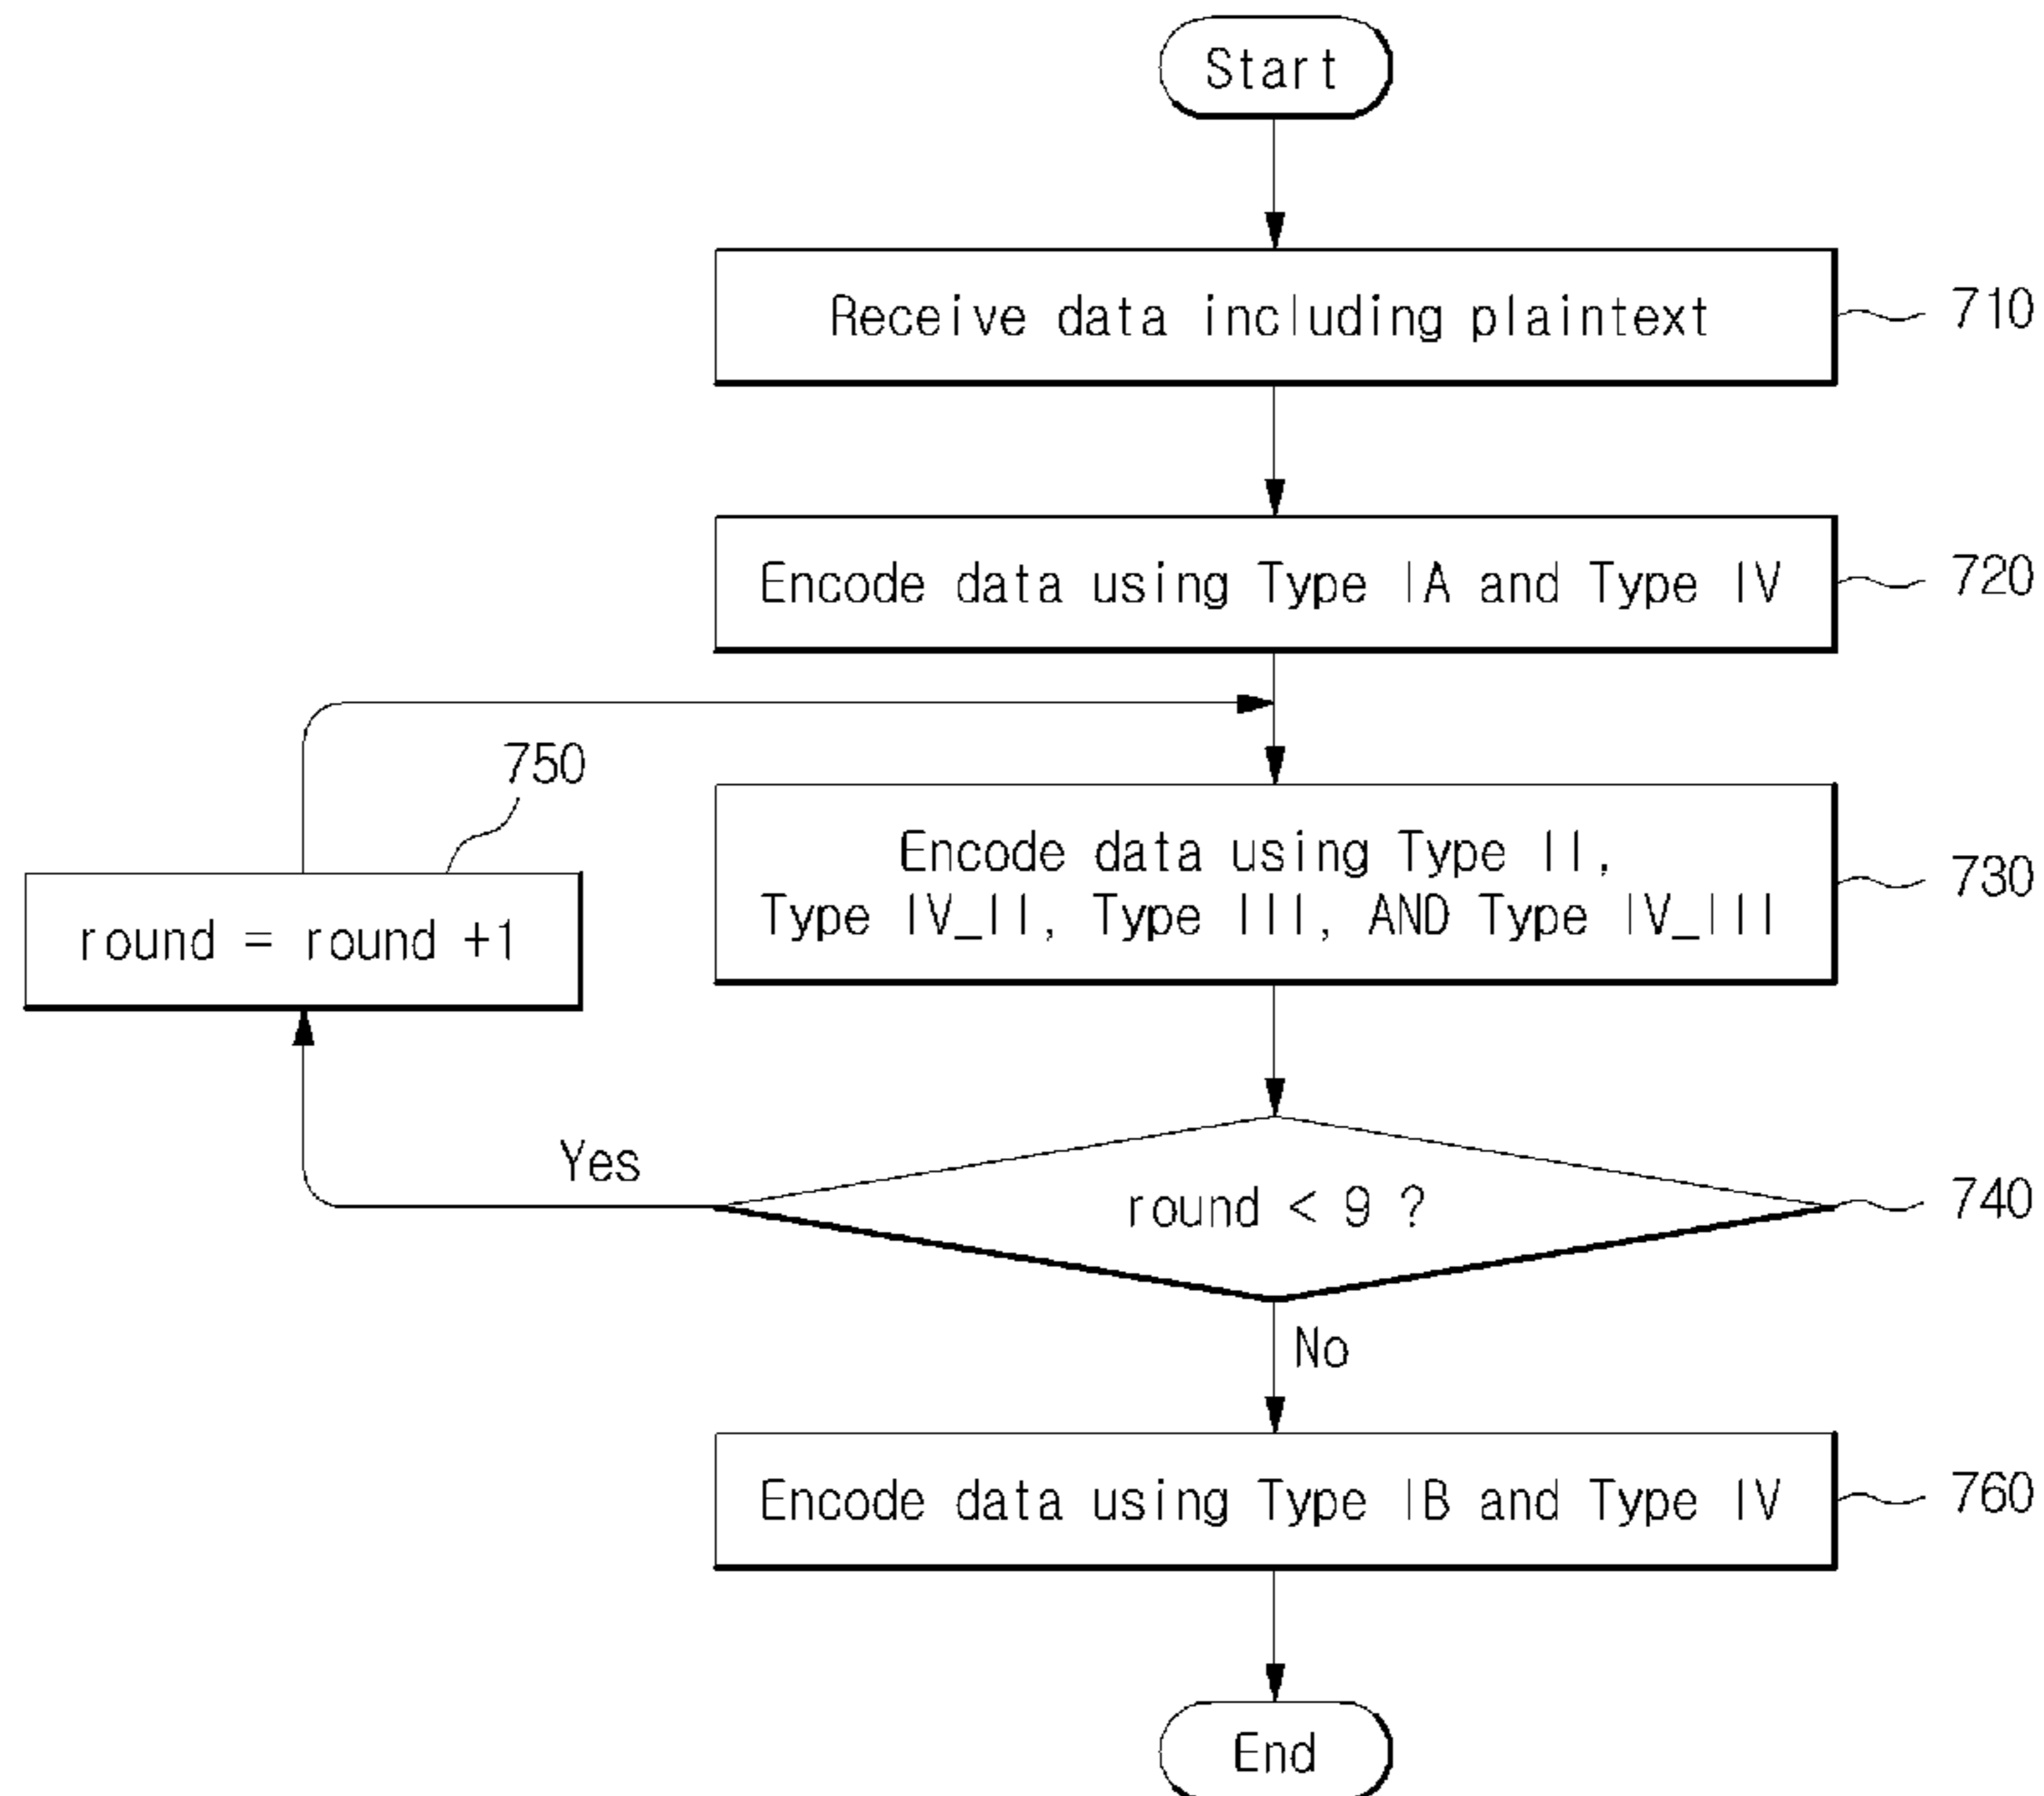 Start
Receive data including plaintext
710
Encode data using Type IA and Type IV
720
750
Encode data using Type II,
Type IV_II, Type III, AND Type IV_III
730
round = round +1
Yes
round < 9 ?
740
No
Encode data using Type IB and Type IV
760
End